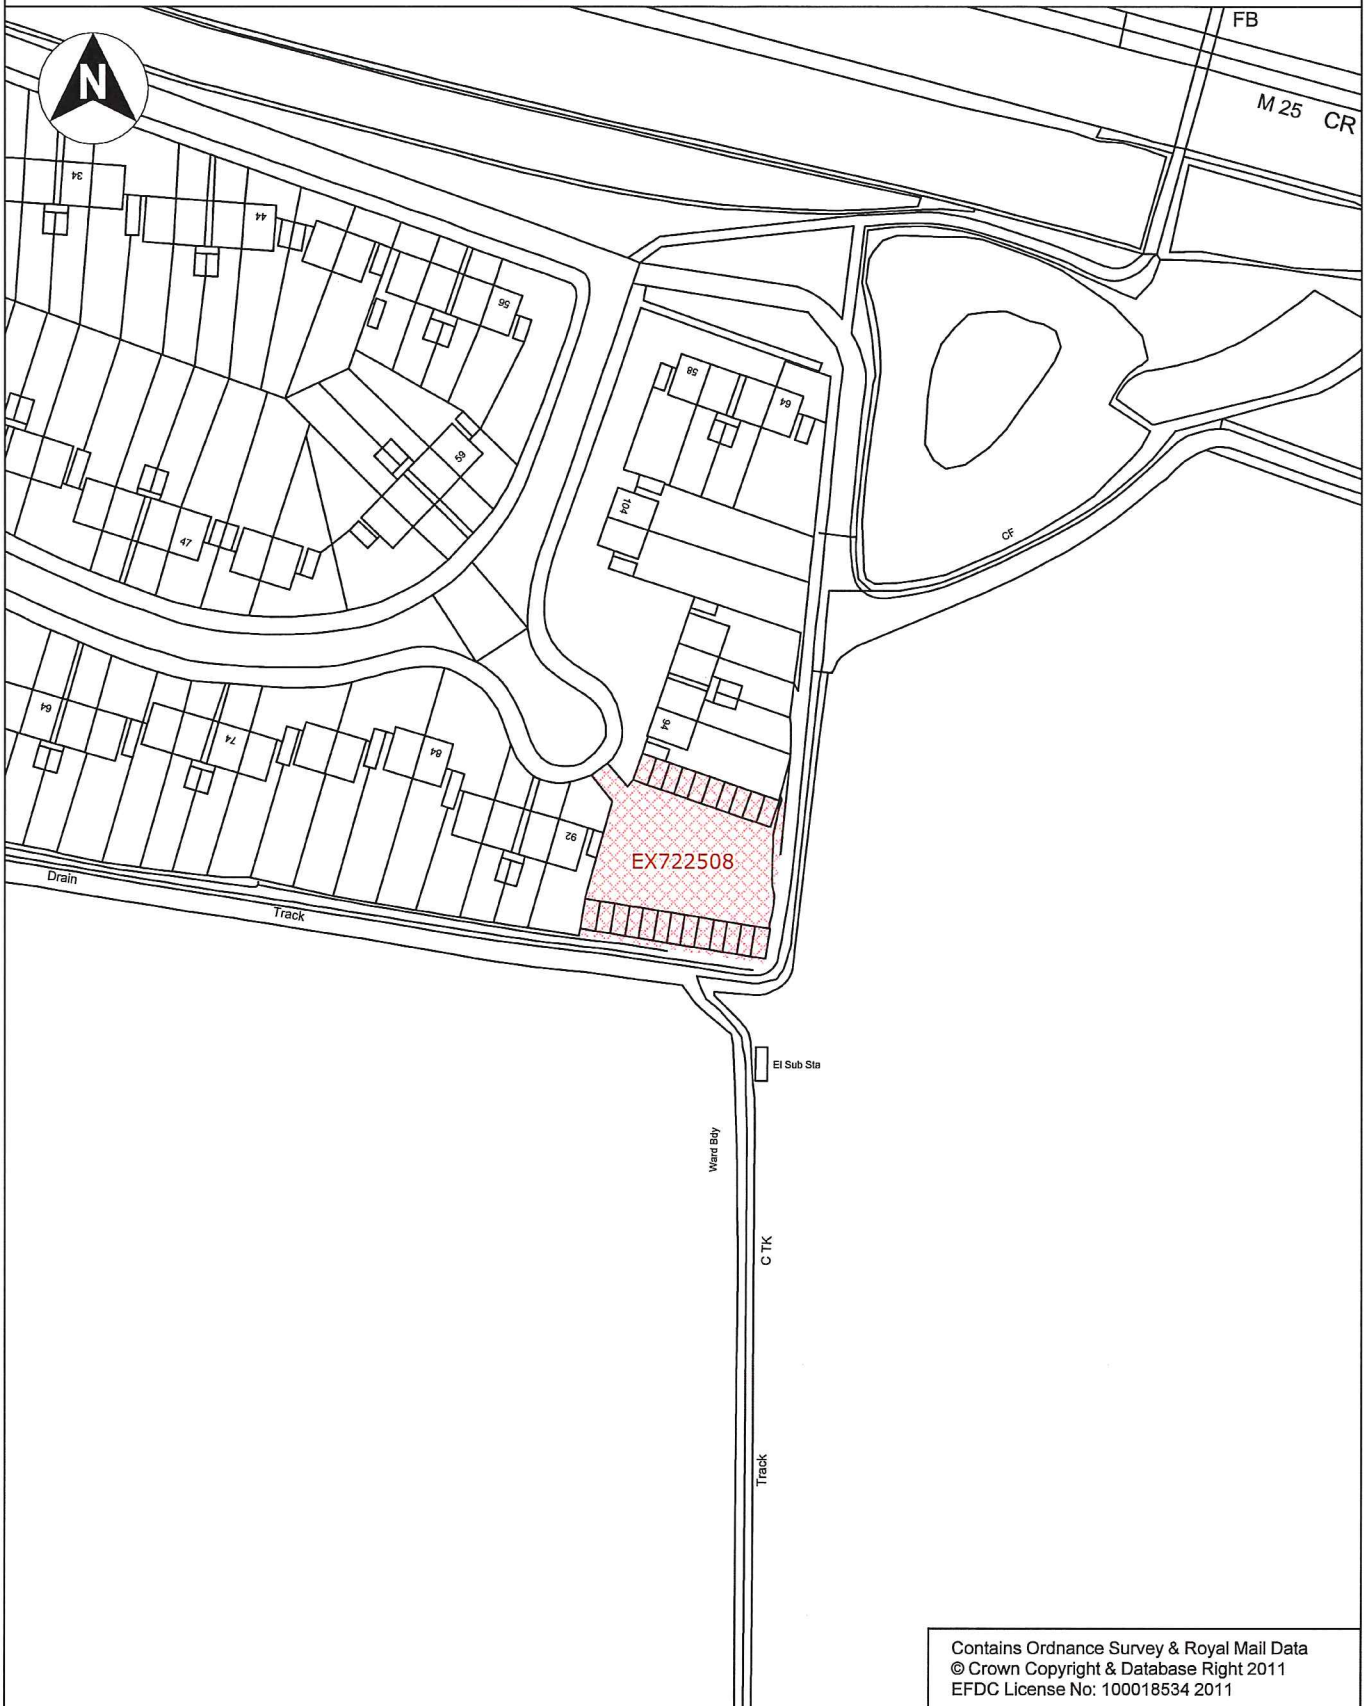 FB
N
M 25 CR
34
44
56
58
64
59
104
47
CF
64
74
84
94
92
EX722508
Drain
Track
El Sub Sta
Ward Bdy
C TK
Track
Contains Ordnance Survey & Royal Mail Data
© Crown Copyright & Database Right 2011
EFDC License No: 100018534 2011